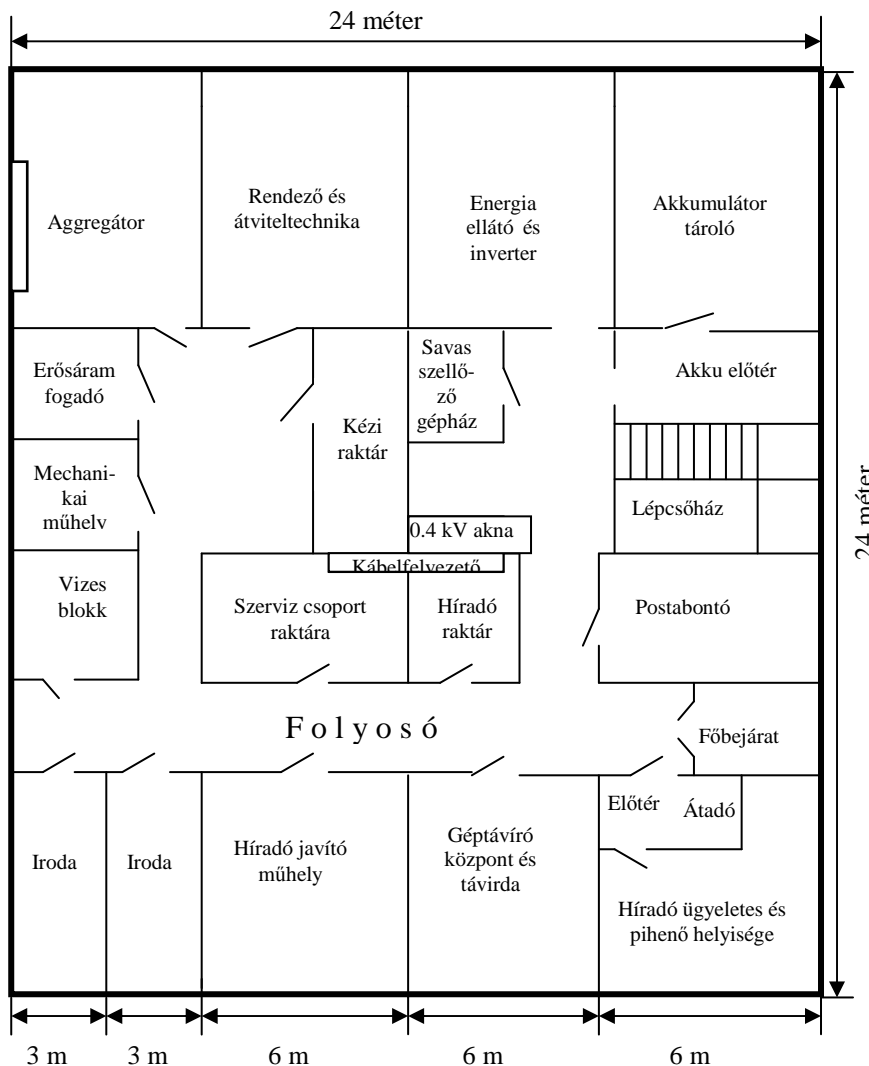 24 méter
Aggregátor
Rendező és
átviteltechnika
Energia
ellátó és
inverter
Akkumulátor
tároló
Erősáram
fogadó
Savas
szellő-
ző
gépház
Akku előtér
Kézi
raktár
Mechani-
kai
műhely
Lépcsőház
0.4 kV akna
Kábelfelvezető
24 méter
Vizes
blokk
Szerviz csoport
raktára
Híradó
raktár
Postabontó
Folyosó
Főbejárat
Előtér
Átadó
Iroda
Iroda
Híradó javító
műhely
Géptávíró
központ és
távirda
Híradó ügyeletes és
pihenő helyisége
3 m
3 m
6 m
6 m
6 m